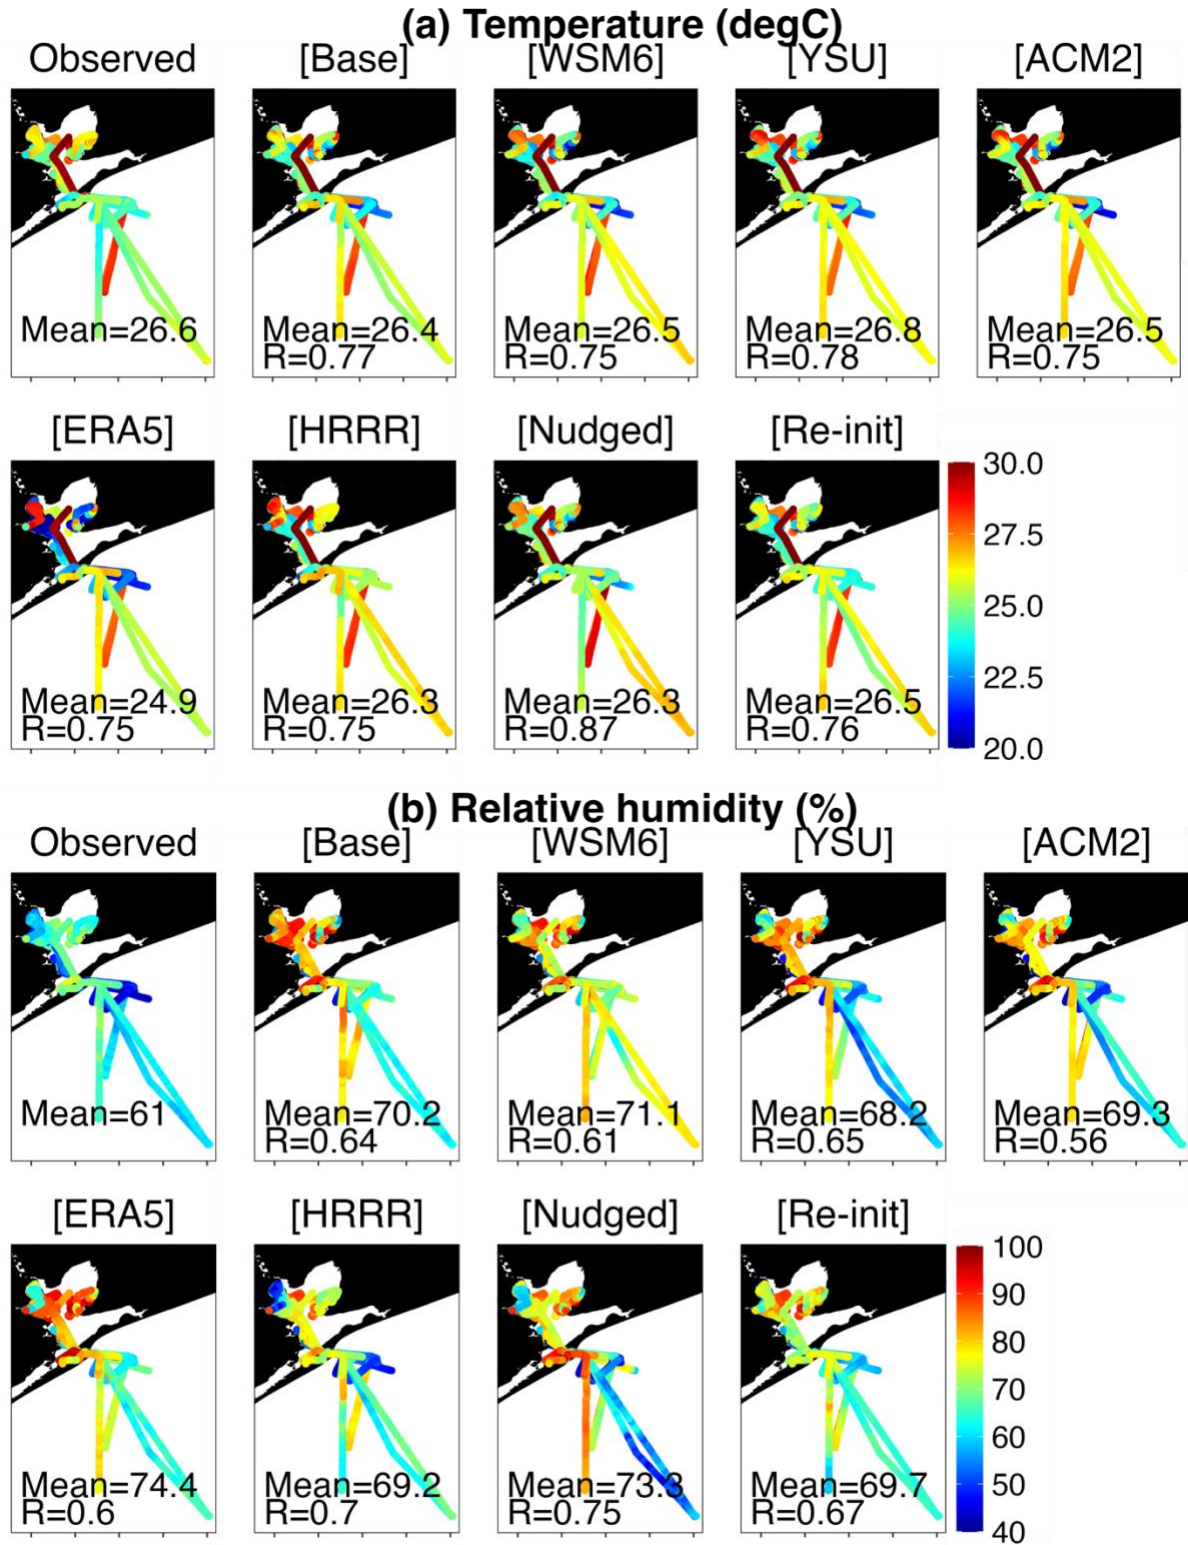 (a) Temperature (degC)
Observed [Base] [WSM6] [YSU] [ACM2]
Mean=26.6 Mean=26.4 Mean=26.5 Mean=26.8 Mean=26.5
R=0.77 R=0.75 R=0.78 R=0.75
[ERA5] [HRRR] [Nudged] [Re-init]
30.0
27.5
25.0
22.5
20.0
Mean=24.9 Mean=26.3 Mean=26.3 Mean=26.5
R=0.75 R=0.75 R=0.87 R=0.76
(b) Relative humidity (%)
Observed [Base] [WSM6] [YSU] [ACM2]
Mean=61 Mean=70.2 Mean=71.1 Mean=68.2 Mean=69.3
R=0.64 R=0.61 R=0.65 R=0.56
[ERA5] [HRRR] [Nudged] [Re-init]
100
90
80
70
60
50
40
Mean=74.4 Mean=69.2 Mean=73.3 Mean=69.7
R=0.6 R=0.7 R=0.75 R=0.67